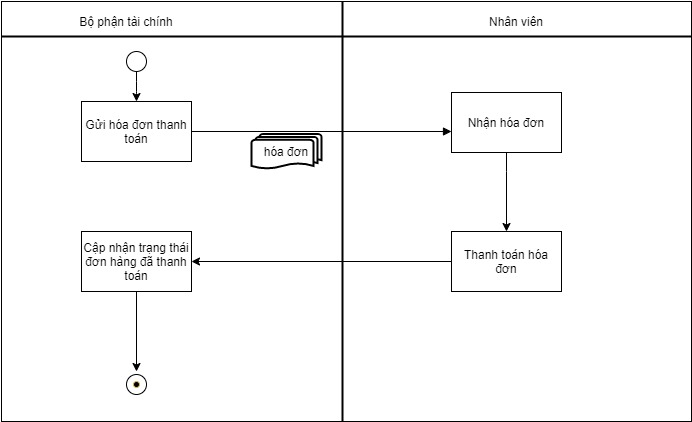 Bộ phận tài chính
Nhân viên
Gửi hóa đơn thanh
toán
hóa đơn
Nhận hóa đơn
Cập nhận trạng thái
đơn hàng đã thanh
toán
Thanh toán hóa
đơn